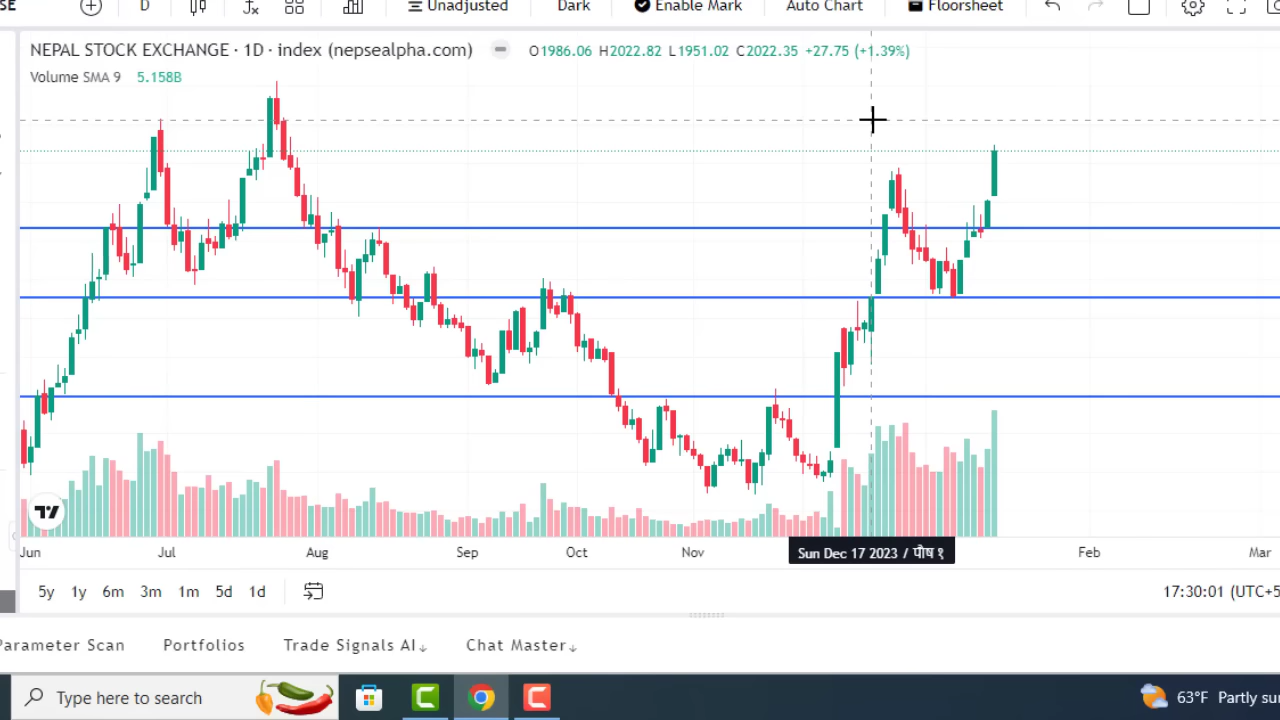 SE D Unadjusted Dark Enable Mark Auto Chart Floorsheet
NEPAL STOCK EXCHANGE · 1D · index (nepsealpha.com) O1986.06 H2022.82 L1951.02 C2022.35 +27.75 (+1.39%)
Volume SMA 9 5.158B
Jun Jul Aug Sep Oct Nov Sun Dec 17 2023 / पौष १ Feb Mar
5y 1y 6m 3m 1m 5d 1d 17:30:01 (UTC+5
Parameter Scan Portfolios Trade Signals AI↓ Chat Master↓
Type here to search 63°F Partly sun